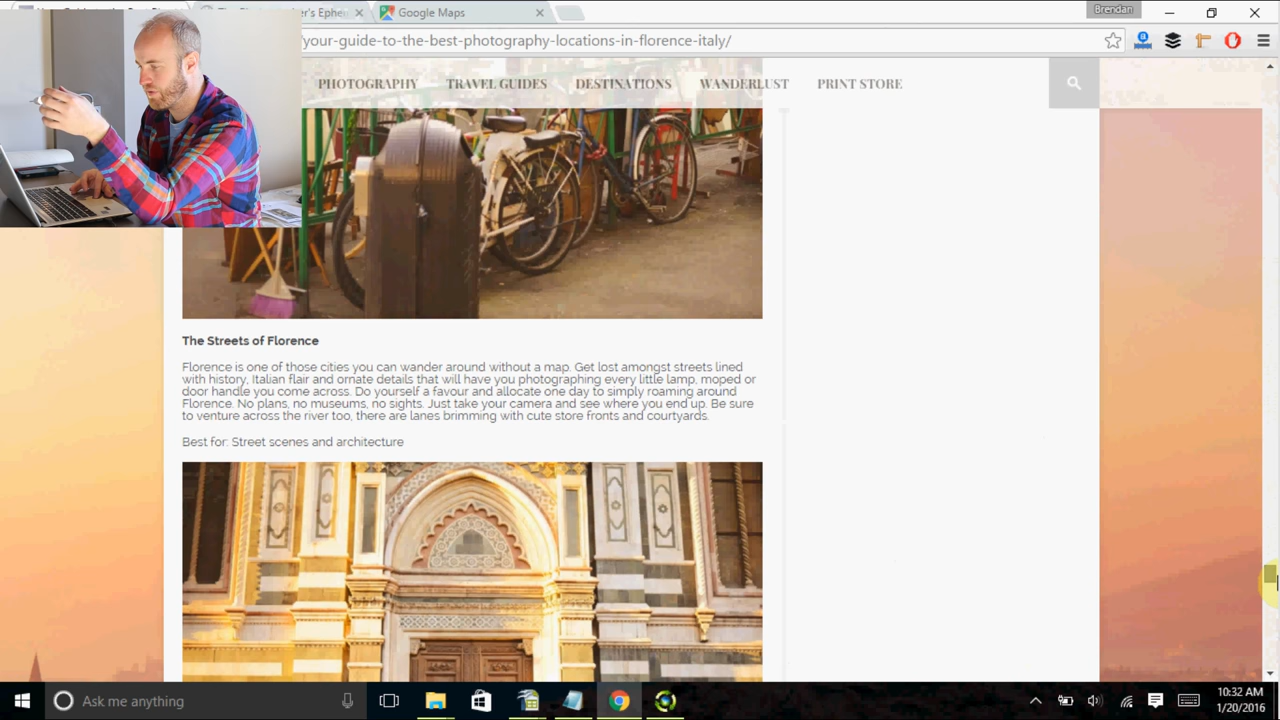 Google Maps
Brendan
/your-guide-to-the-best-photography-locations-in-florence-italy/
PHOTOGRAPHY TRAVEL GUIDES DESTINATIONS WANDERLUST PRINT STORE
The Streets of Florence
Florence is one of those cities you can wander around without a map. Get lost amongst streets lined
with history, Italian flair and ornate details that will have you photographing every little lamp, moped or
door handle you come across. Do yourself a favour and allocate one day to simply roaming around
Florence. No plans, no museums, no sights. Just take your camera and see where you end up. Be sure
to venture across the river too, there are lanes brimming with cute store fronts and courtyards.
Best for: Street scenes and architecture
Ask me anything
10:32 AM
1/20/2016